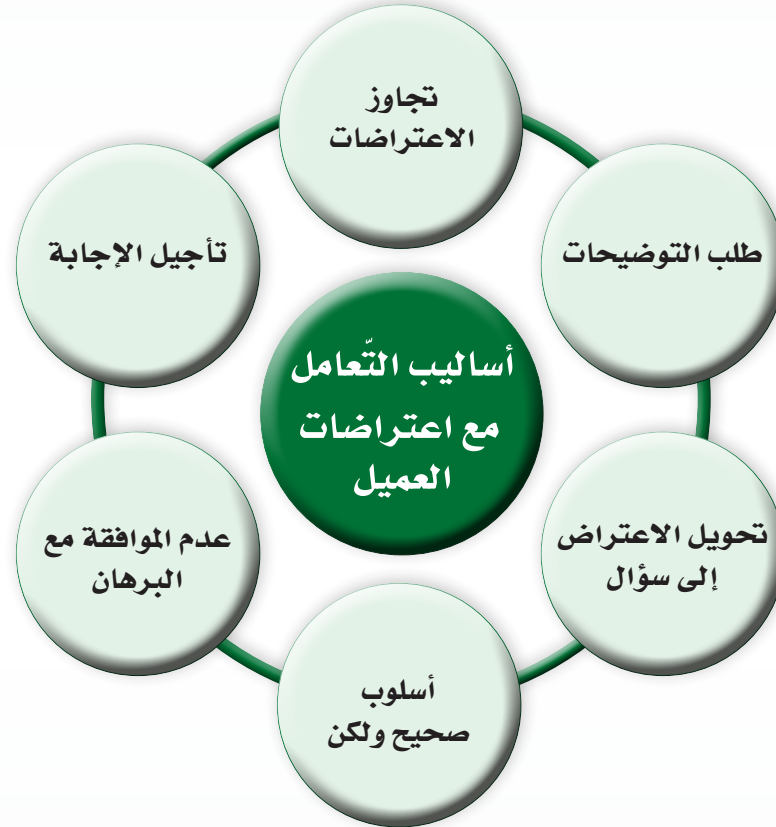 تجاوز
الاعتراضات
طلب التوضيحات
تأجيل الإجابة
أساليب التّعامل
مع اعتراضات
العميل
تحويل الاعتراض
إلى سؤال
عدم الموافقة مع
البرهان
أسلوب
صحيح ولكن